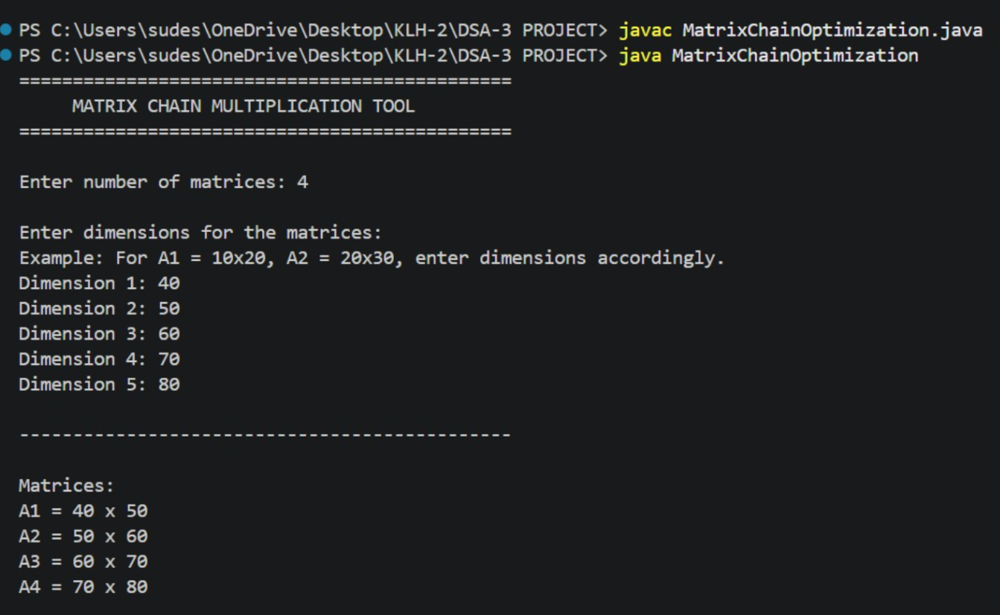 PS C:\Users\sudes\OneDrive\Desktop\KLH-2\DSA-3 PROJECT> javac MatrixChainOptimization.java
PS C:\Users\sudes\OneDrive\Desktop\KLH-2\DSA-3 PROJECT> java MatrixChainOptimization
==============================================
MATRIX CHAIN MULTIPLICATION TOOL
==============================================
Enter number of matrices: 4
Enter dimensions for the matrices:
Example: For A1 = 10x20, A2 = 20x30, enter dimensions accordingly.
Dimension 1: 40
Dimension 2: 50
Dimension 3: 60
Dimension 4: 70
Dimension 5: 80
----------------------------------------------
Matrices:
A1 = 40 x 50
A2 = 50 x 60
A3 = 60 x 70
A4 = 70 x 80